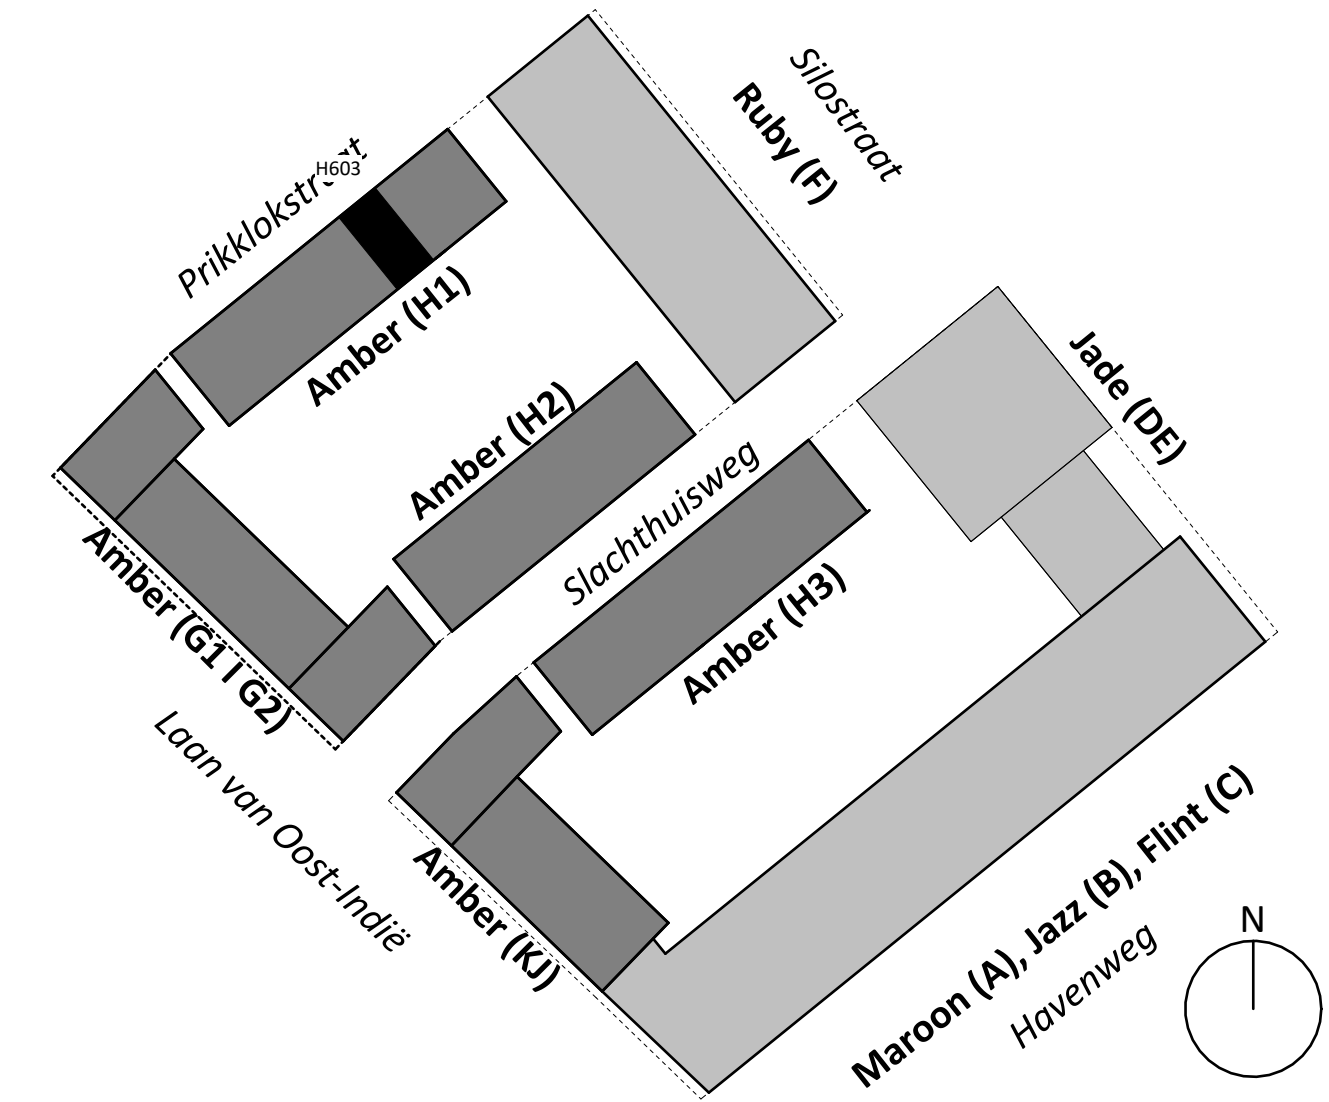 Silostraat
Ruby (F)
H603
Prikklokstraat
Amber (H1)
Jade (DE)
Amber (H2)
Slachthuisweg
Amber (G1 I G2)
Amber (H3)
Laan van Oost-Indië
Amber (KJ)
Maroon (A), Jazz (B), Flint (C)
Havenweg
N